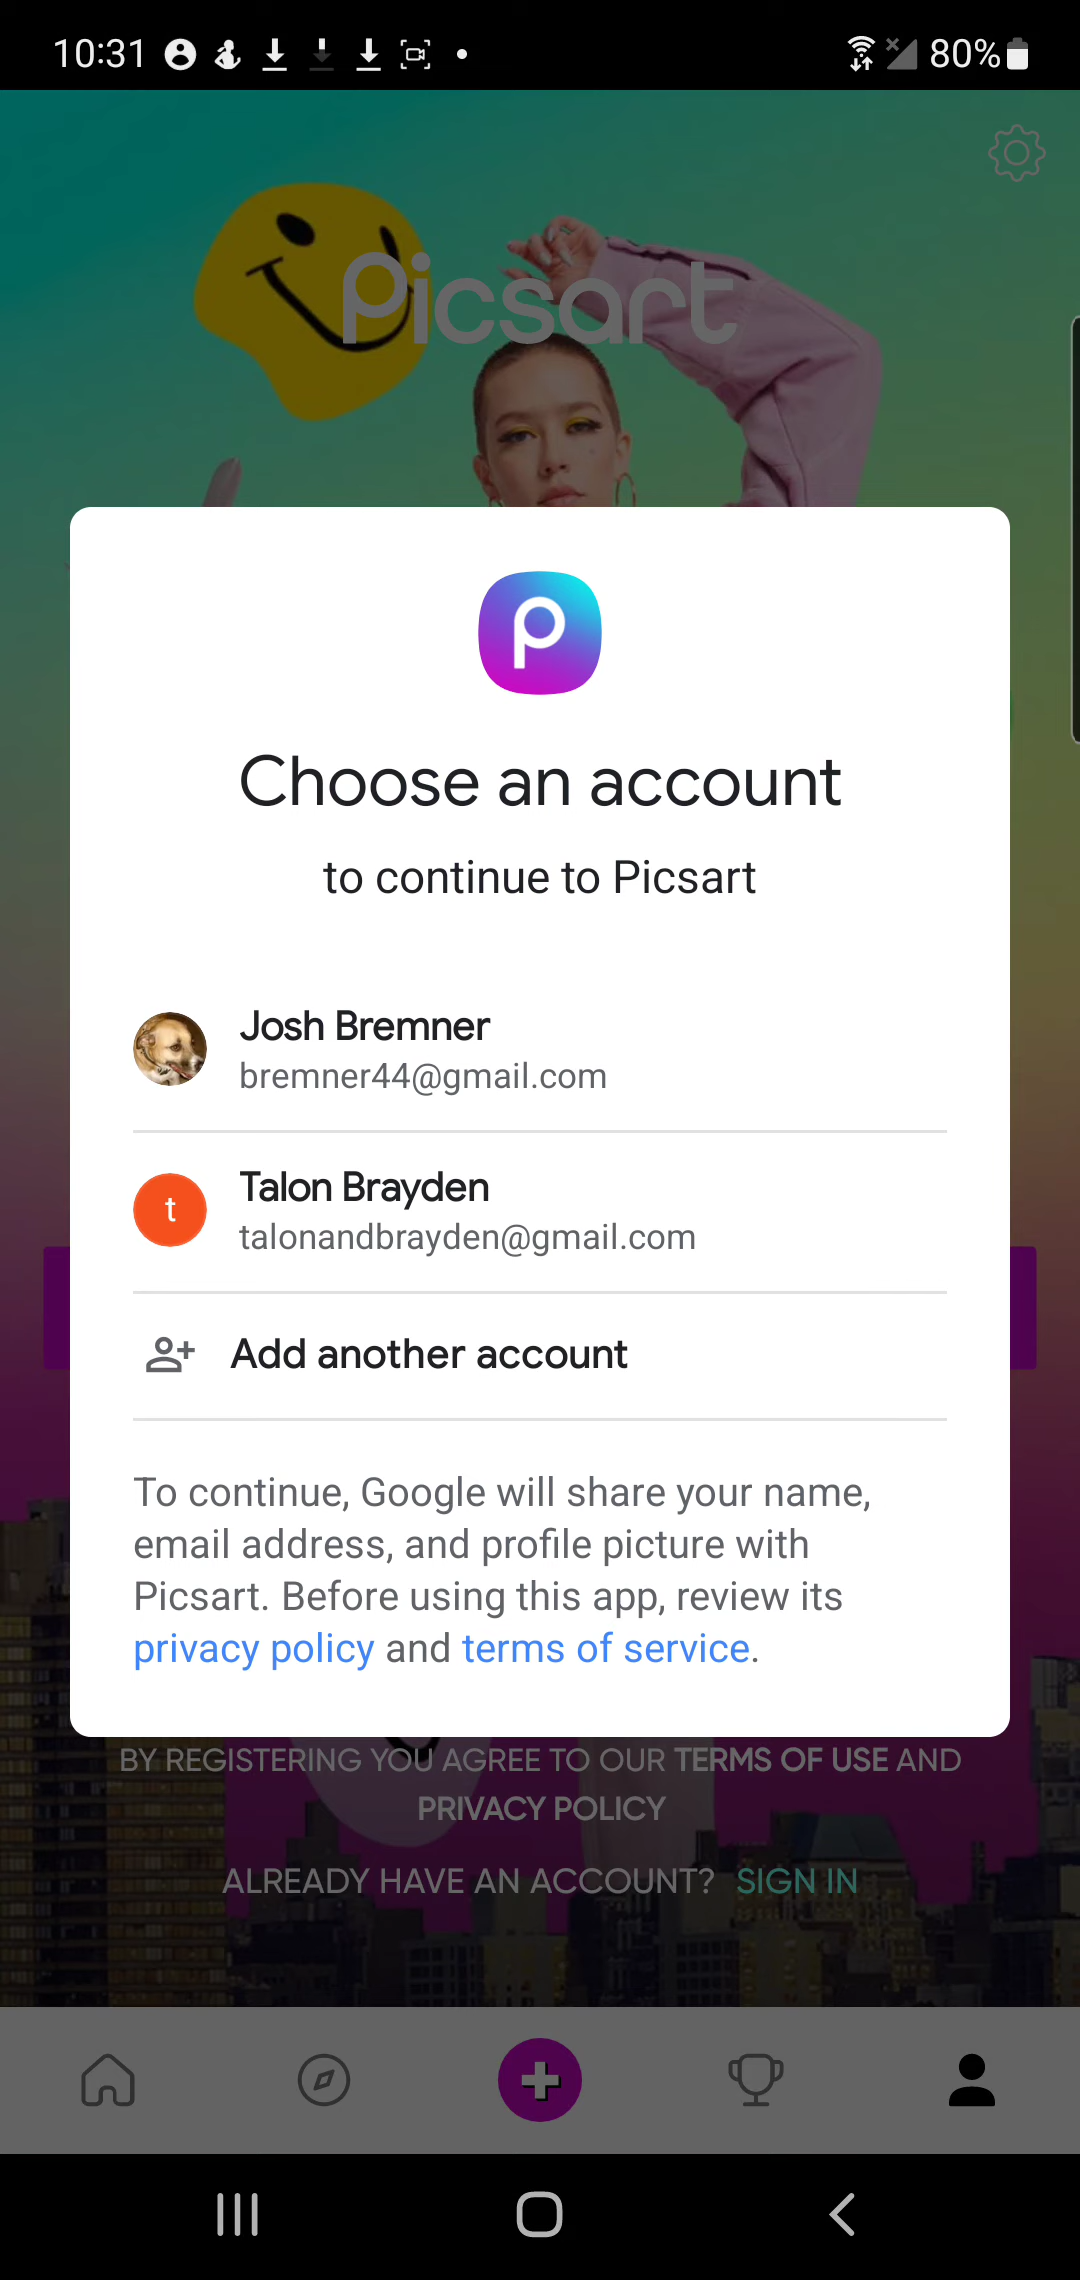 10:31
80%
Picsart
Choose an account
to continue to Picsart
Josh Bremner
bremner44@gmail.com
t
Talon Brayden
talonandbrayden@gmail.com
Add another account
To continue, Google will share your name,
email address, and profile picture with
Picsart. Before using this app, review its
privacy policy and terms of service.
BY REGISTERING YOU AGREE TO OUR TERMS OF USE AND
PRIVACY POLICY
ALREADY HAVE AN ACCOUNT? SIGN IN